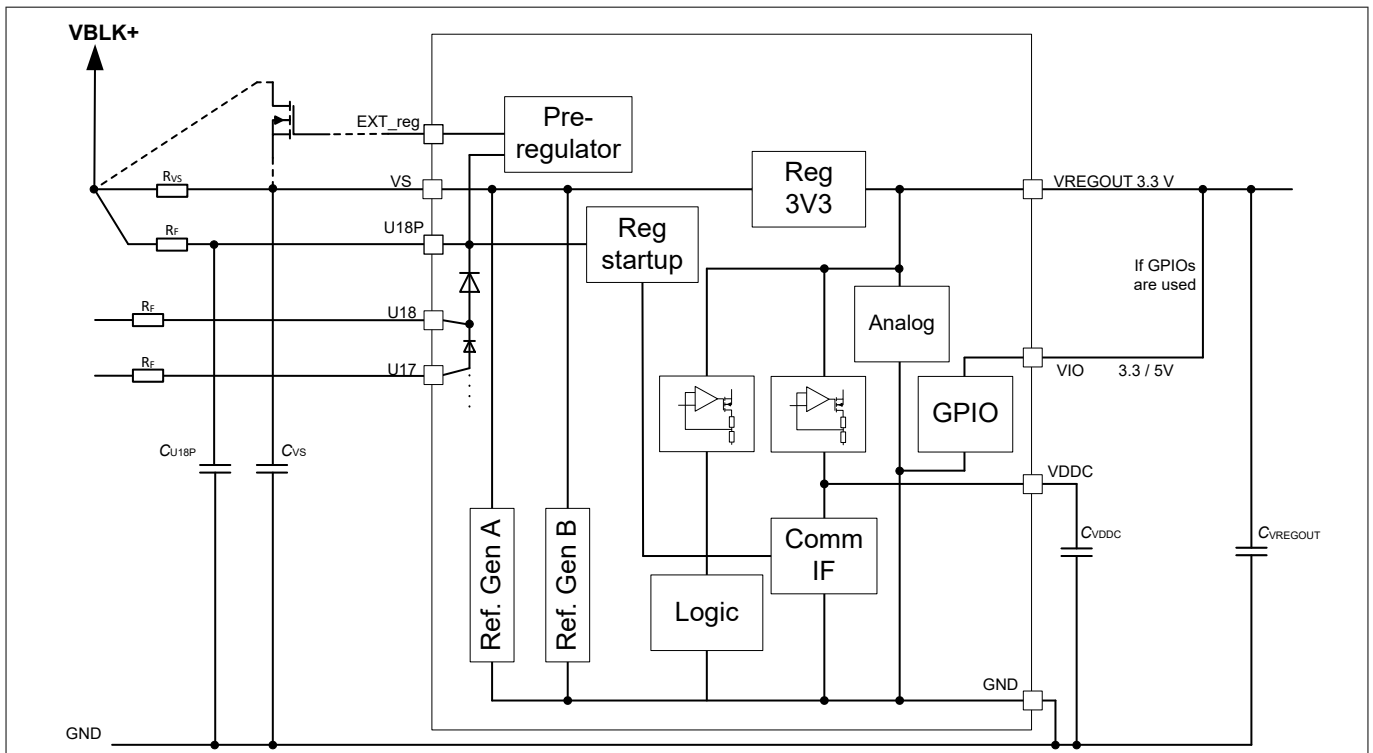 VBLK+
EXT_reg
Pre-
regulator
RVS
VS
Reg
3V3
VREGOUT 3.3 V
RF
U18P
Reg
startup
If GPIOs
are used
RF
U18
Analog
RF
U17
VIO 3.3 / 5V
GPIO
CU18P
CVS
VDDC
Ref. Gen A
Ref. Gen B
Comm
IF
CVDDC
CVREGOUT
Logic
GND
GND